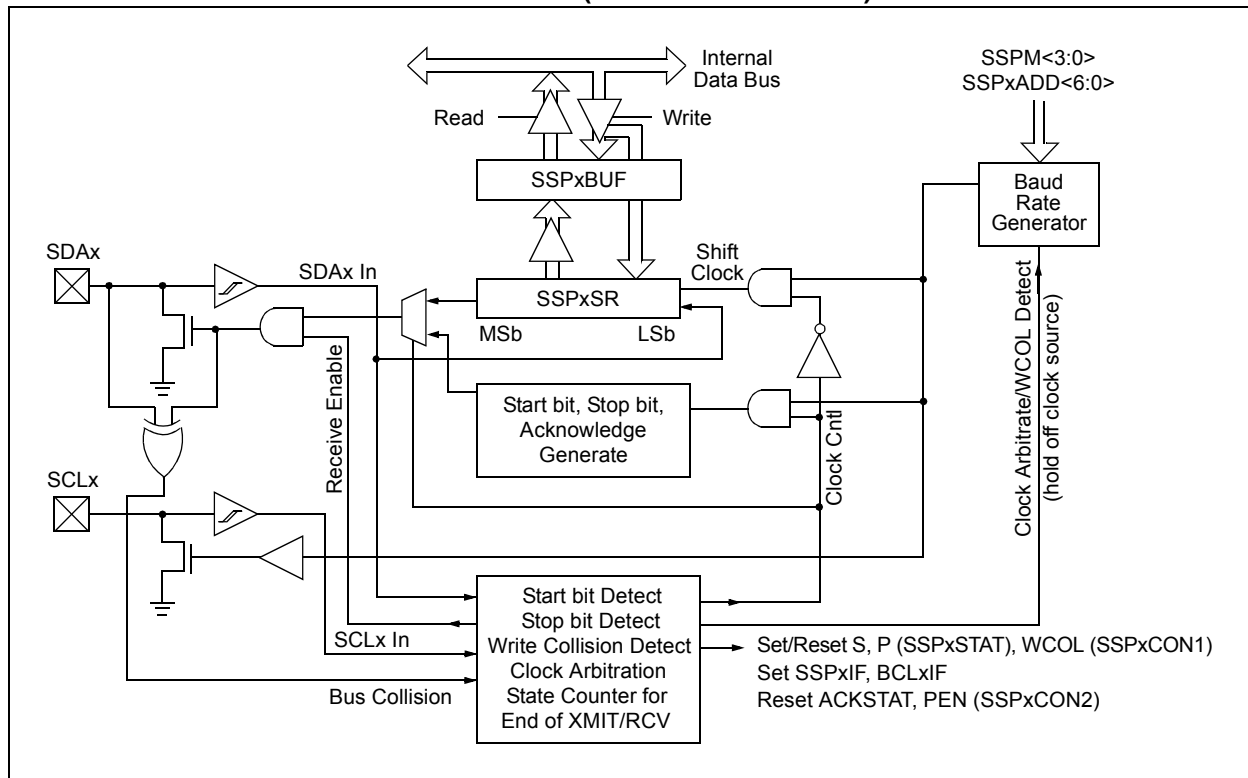 Internal
Data Bus
SSPM<3:0>
SSPxADD<6:0>
Read
Write
SSPxBUF
Baud
Rate
Generator
SDAx
SDAx In
Shift
Clock
SSPxSR
MSb
LSb
Receive Enable
Start bit, Stop bit,
Acknowledge
Generate
Clock Cntl
Clock Arbitrate/WCOL Detect
(hold off clock source)
SCLx
SCLx In
Bus Collision
Start bit Detect
Stop bit Detect
Write Collision Detect
Clock Arbitration
State Counter for
End of XMIT/RCV
Set/Reset S, P (SSPxSTAT), WCOL (SSPxCON1)
Set SSPxIF, BCLxIF
Reset ACKSTAT, PEN (SSPxCON2)